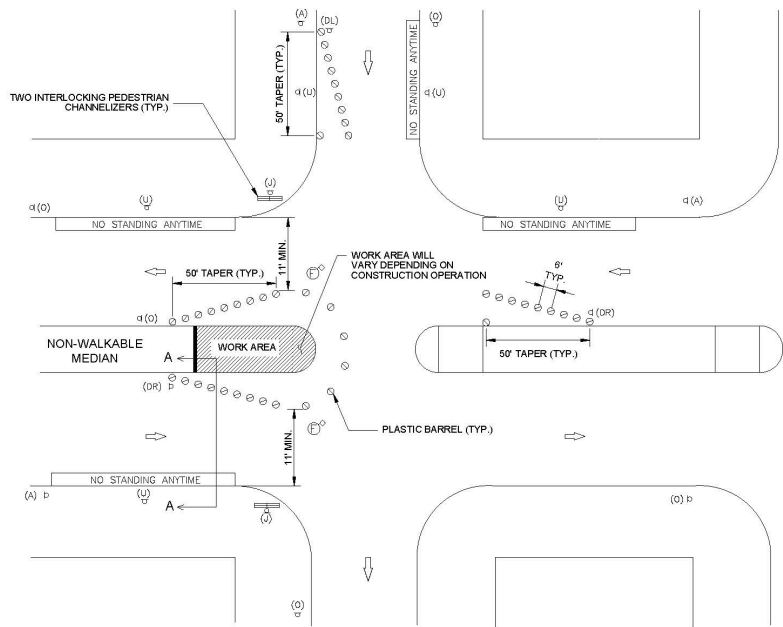 (A)
(DL)
(O)
50' TAPER (TYP.)
(U)
NO STANDING ANYTIME
(U)
TWO INTERLOCKING PEDESTRIAN
CHANNELIZERS (TYP.)
(J)
(O)
(U)
(U)
(A)
NO STANDING ANYTIME
NO STANDING ANYTIME
11' MIN.
50' TAPER (TYP.)
F
WORK AREA WILL
VARY DEPENDING ON
CONSTRUCTION OPERATION
6'
TYP.
(O)
(DR)
NON-WALKABLE
MEDIAN
A
WORK AREA
50' TAPER (TYP.)
(DR)
PLASTIC BARREL (TYP.)
F
11' MIN.
NO STANDING ANYTIME
(A)
(U)
A
(J)
(O)
(O)